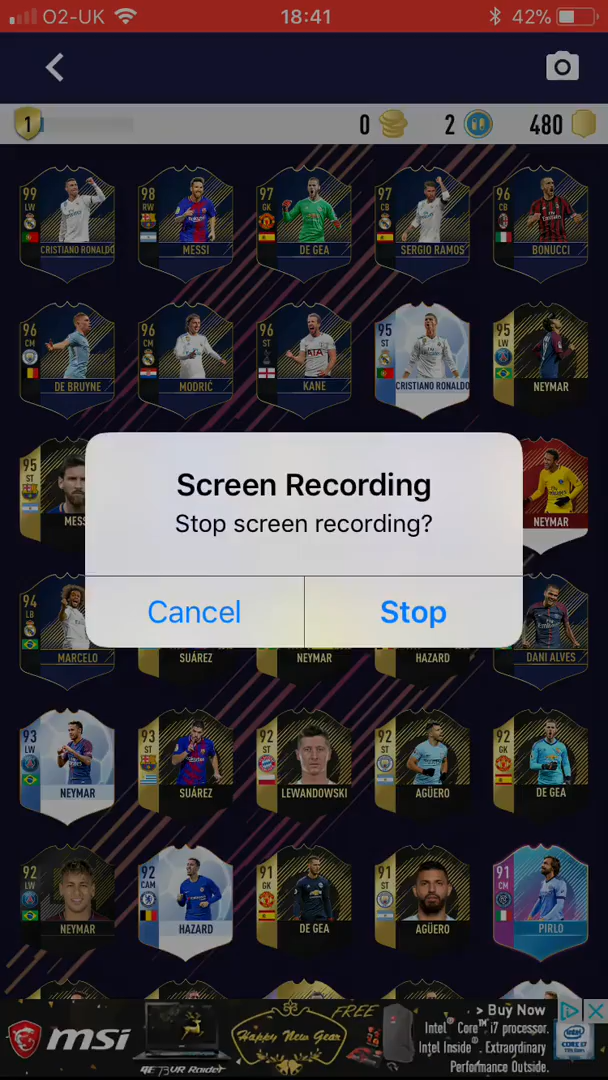 O2-UK 18:41 42%
1 0 2 480
99 98 97 97 96
LW RW GK CB CB
CRISTIANO RONALDO MESSI DE GEA SERGIO RAMOS BONUCCI
96 96 96 95 95
CM CM ST ST LW
DE BRUYNE MODRIĆ KANE CRISTIANO RONALDO NEYMAR
95
ST
MESS NEYMAR
Screen Recording
Stop screen recording?
Cancel Stop
94
LB
MARCELO SUÁREZ NEYMAR HAZARD DANI ALVES
93 93 92 92 92
LW ST ST ST GK
NEYMAR SUÁREZ LEWANDOWSKI AGÜERO DE GEA
92 92 91 91 91
LW CAM GK ST CM
NEYMAR HAZARD DE GEA AGÜERO PIRLO
msi
GE73VR Raider
Happy New Gear
FREE
> Buy Now
Intel® Core™ i7 processor.
Intel Inside®. Extraordinary
Performance Outside.